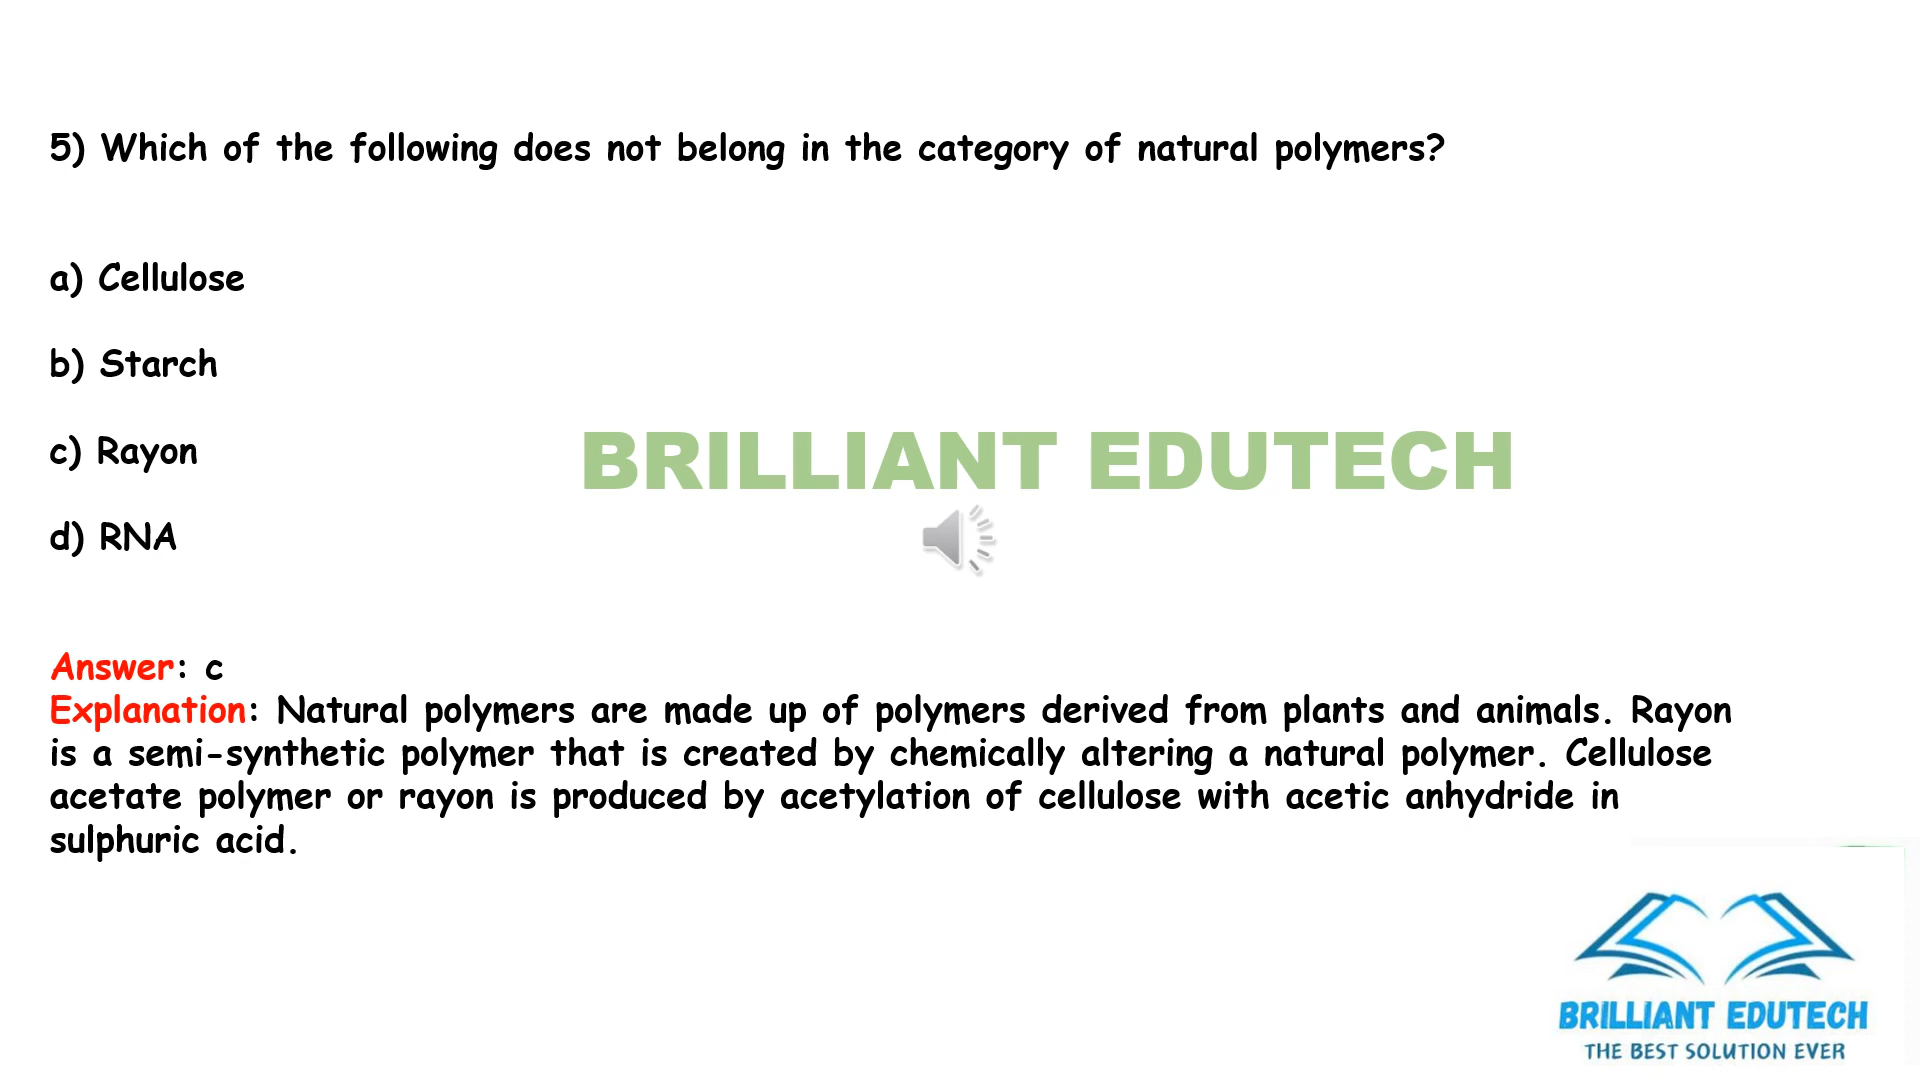 5) Which of the following does not belong in the category of natural polymers?
a) Cellulose
b) Starch
c) Rayon
BRILLIANT EDUTECH
d) RNA
Answer: c
Explanation: Natural polymers are made up of polymers derived from plants and animals. Rayon
is a semi-synthetic polymer that is created by chemically altering a natural polymer. Cellulose
acetate polymer or rayon is produced by acetylation of cellulose with acetic anhydride in
sulphuric acid.
BRILLIANT EDUTECH
THE BEST SOLUTION EVER